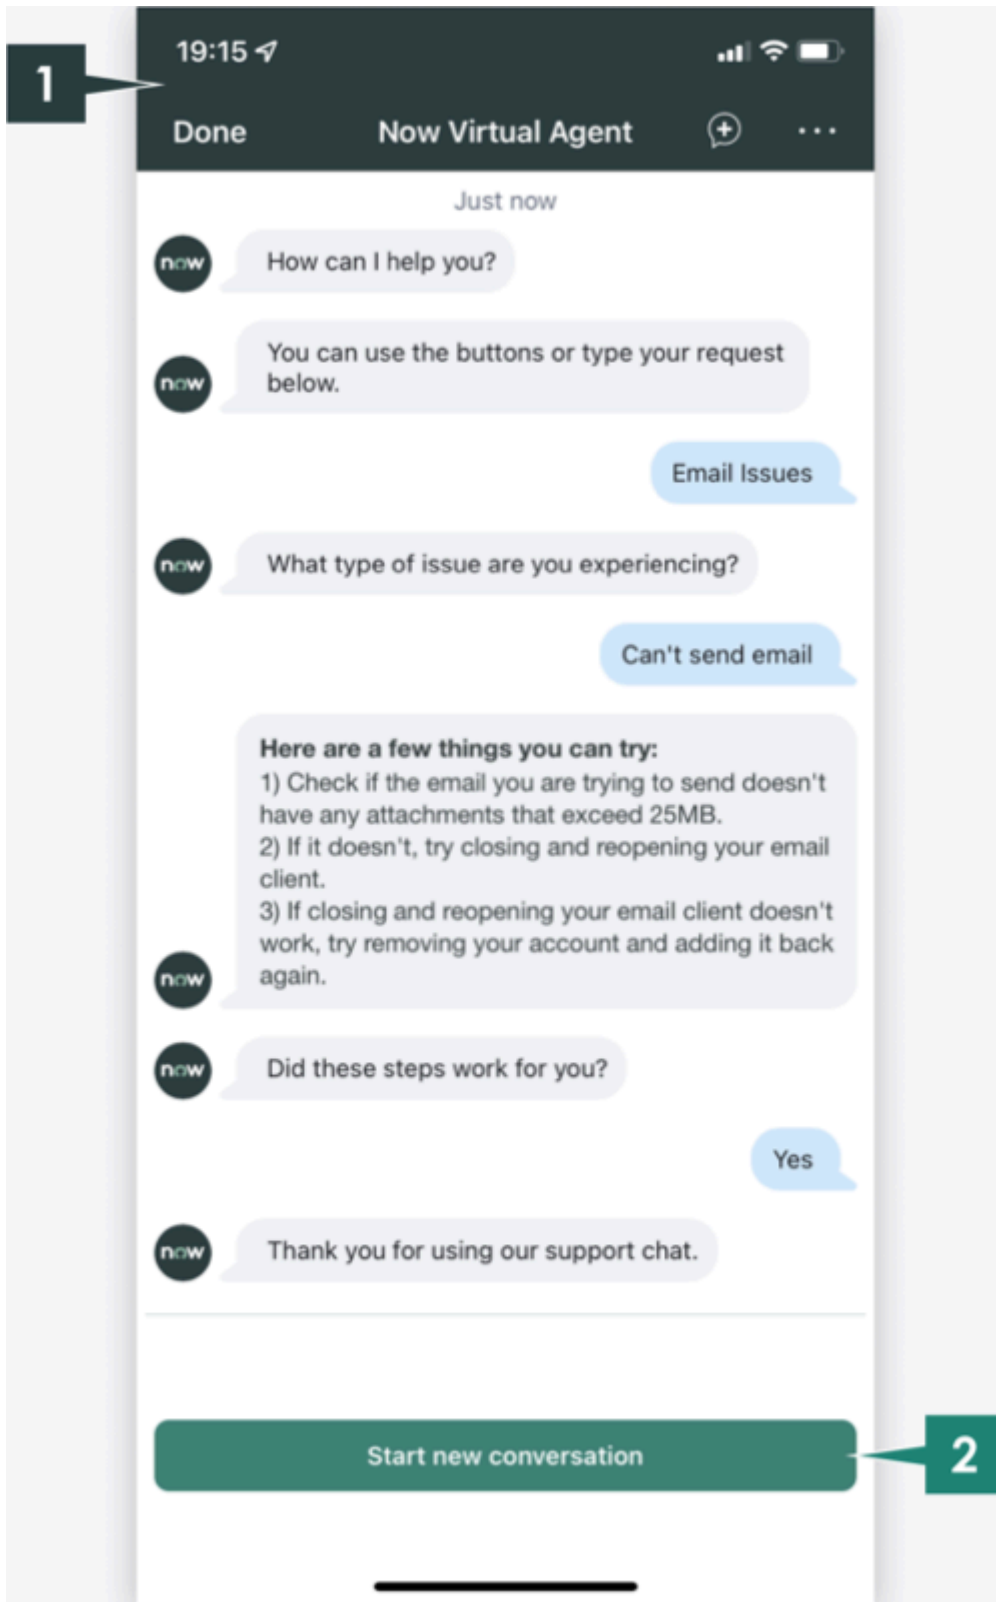 19:15
1
Done
Now Virtual Agent
...
Just now
now
How can I help you?
now
You can use the buttons or type your request
below.
Email Issues
now
What type of issue are you experiencing?
Can't send email
Here are a few things you can try:
1) Check if the email you are trying to send doesn't
have any attachments that exceed 25MB.
2) If it doesn't, try closing and reopening your email
client.
3) If closing and reopening your email client doesn't
work, try removing your account and adding it back
again.
now
now
Did these steps work for you?
Yes
now
Thank you for using our support chat.
Start new conversation
2